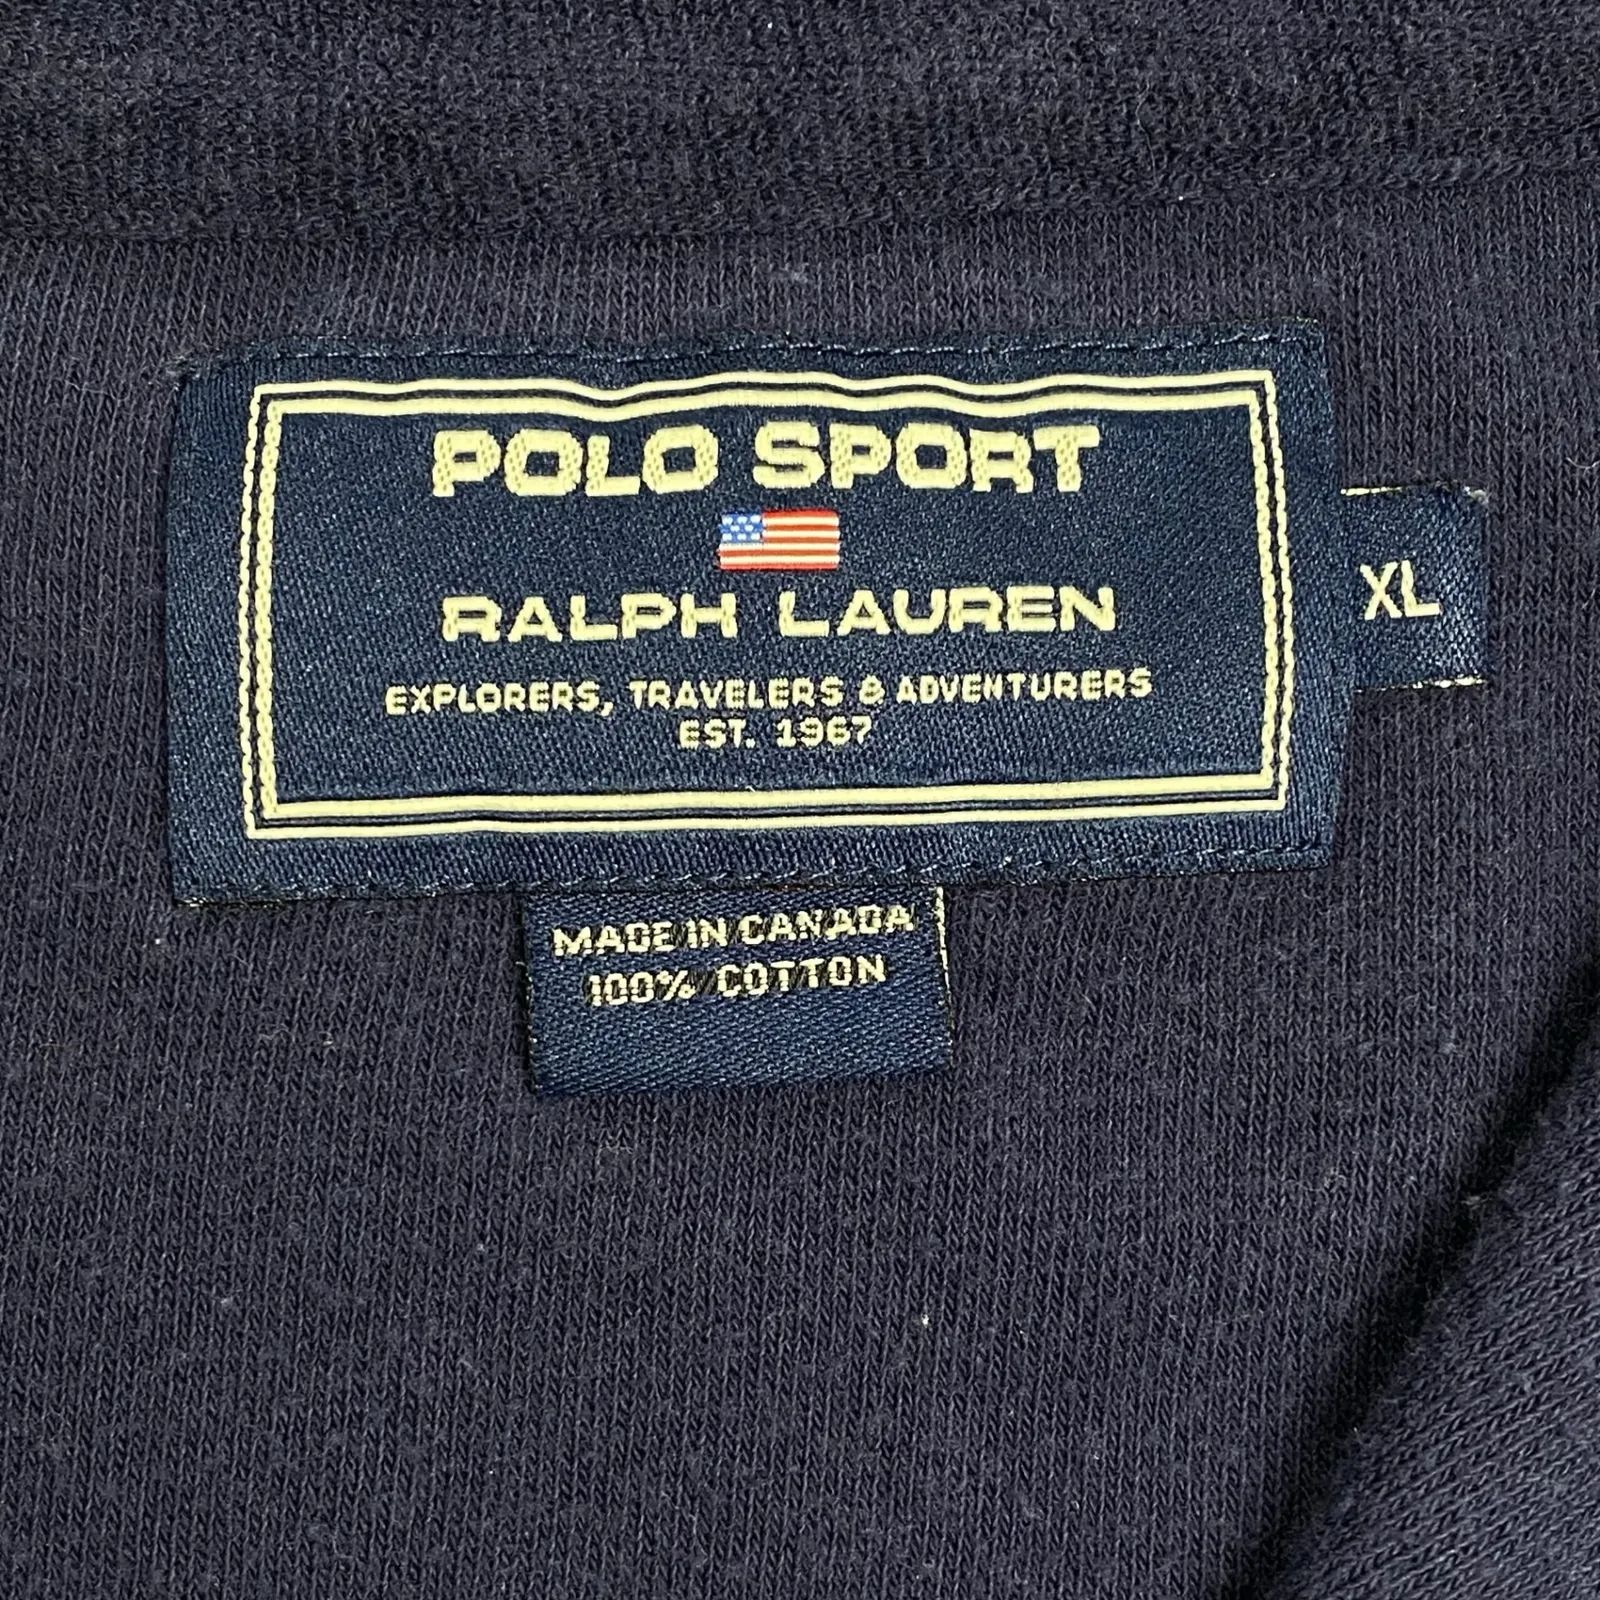 POLO SPORT
RALPH LAUREN
XL
EXPLORERS, TRAVELERS & ADVENTURERS
EST. 1967
MADE IN CANADA
100% COTTON